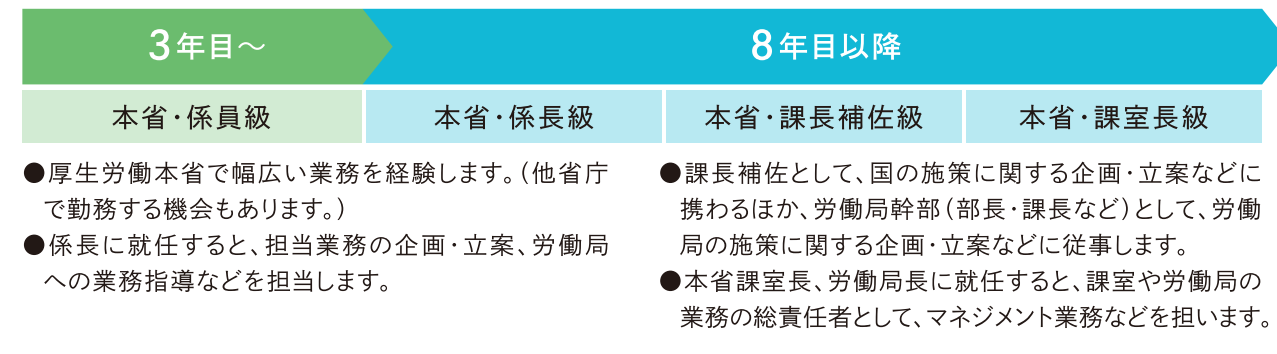 3年目～
8年目以降
本省・係員級
本省・係長級
本省・課長補佐級
本省・課室長級
●厚生労働本省で幅広い業務を経験します。（他省庁
で勤務する機会もあります。）
●係長に就任すると、担当業務の企画・立案、労働局
への業務指導などを担当します。
●課長補佐として、国の施策に関する企画・立案などに
携わるほか、労働局幹部（部長・課長など）として、労働
局の施策に関する企画・立案などに従事します。
●本省課室長、労働局長に就任すると、課室や労働局の
業務の総責任者として、マネジメント業務などを担います。